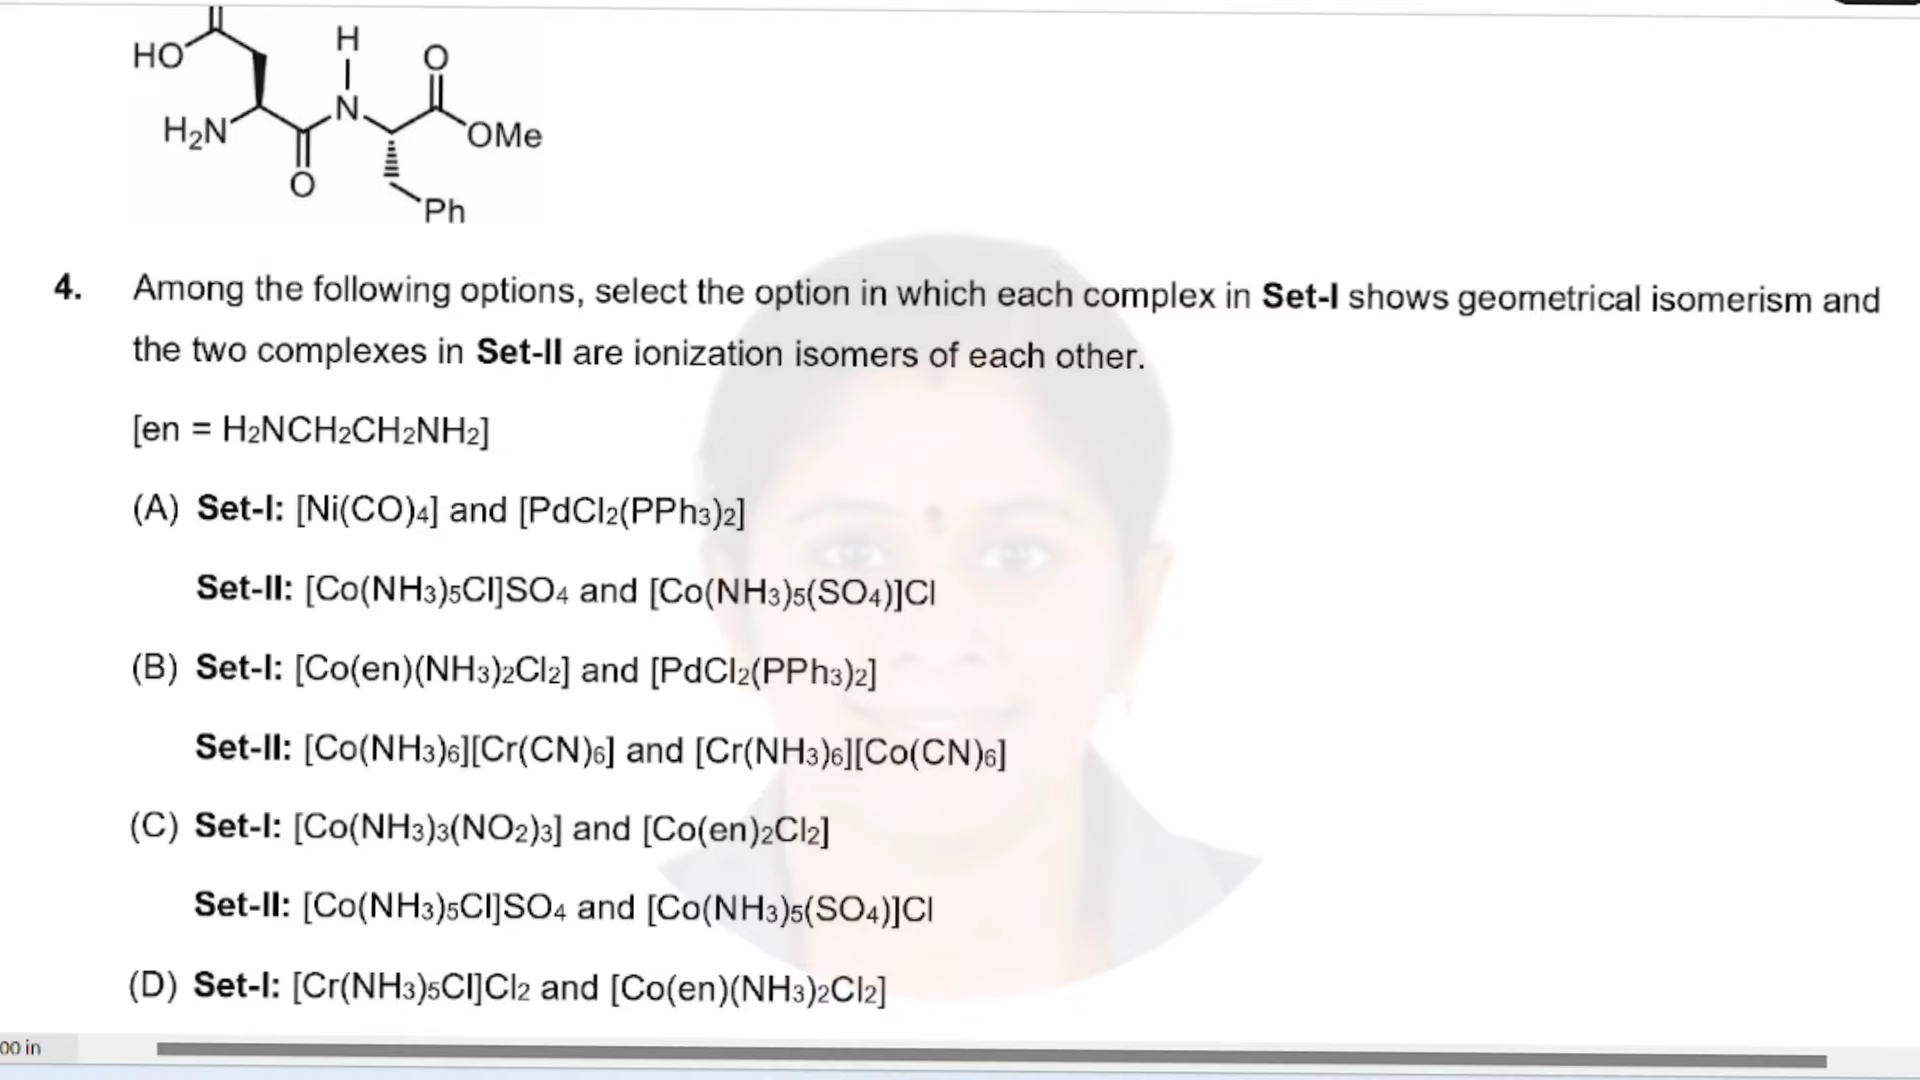 HO
H
O
N
H₂N
OMe
O
Ph
4. Among the following options, select the option in which each complex in Set-I shows geometrical isomerism and
the two complexes in Set-II are ionization isomers of each other.
[en = H₂NCH₂CH₂NH₂]
(A) Set-I: [Ni(CO)₄] and [PdCl₂(PPh₃)₂]
Set-II: [Co(NH₃)₅Cl]SO₄ and [Co(NH₃)₅(SO₄)]Cl
(B) Set-I: [Co(en)(NH₃)₂Cl₂] and [PdCl₂(PPh₃)₂]
Set-II: [Co(NH₃)₆][Cr(CN)₆] and [Cr(NH₃)₆][Co(CN)₆]
(C) Set-I: [Co(NH₃)₃(NO₂)₃] and [Co(en)₂Cl₂]
Set-II: [Co(NH₃)₅Cl]SO₄ and [Co(NH₃)₅(SO₄)]Cl
(D) Set-I: [Cr(NH₃)₅Cl]Cl₂ and [Co(en)(NH₃)₂Cl₂]
00 in